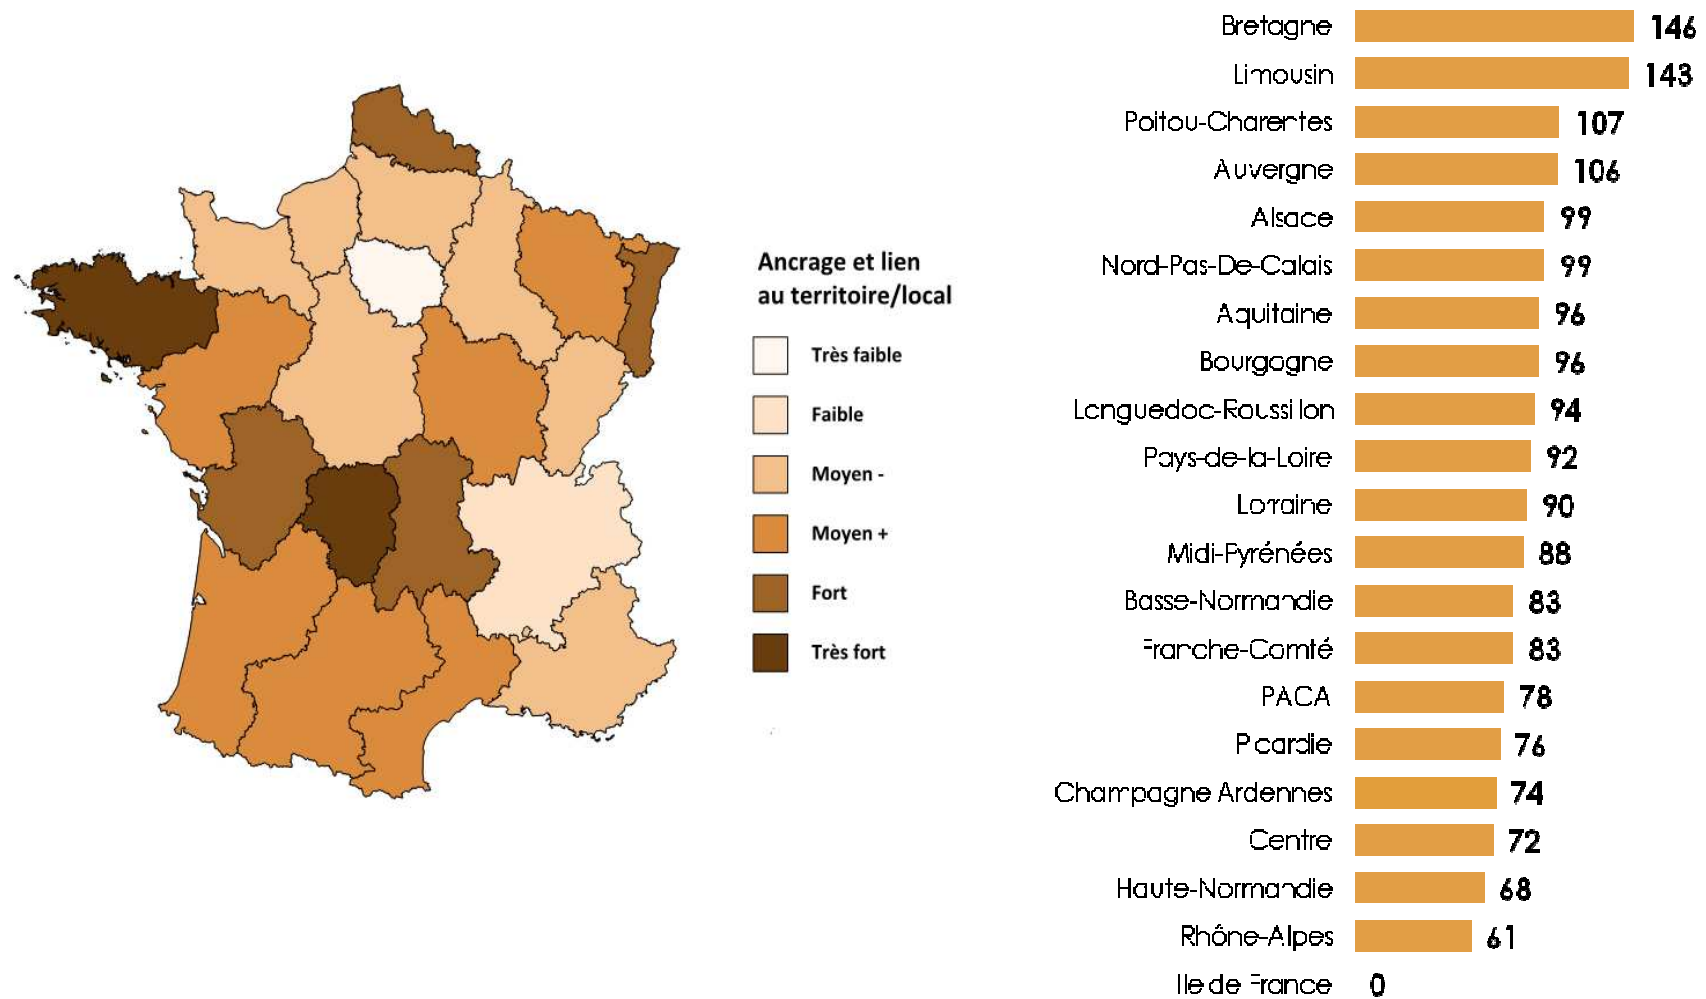 Ancrage et lien
au territoire/local
Très faible
Faible
Moyen -
Moyen +
Fort
Très fort
Bretagne 146
Limousin 143
Poitou-Charentes 107
Auvergne 106
Alsace 99
Nord-Pas-De-Calais 99
Aquitaine 96
Bourgogne 96
Languedoc-Roussillon 94
Pays-de-la-Loire 92
Lorraine 90
Midi-Pyrénées 88
Basse-Normandie 83
Franche-Comté 83
PACA 78
Picardie 76
Champagne Ardennes 74
Centre 72
Haute-Normandie 68
Rhône-Alpes 61
Ile de France 0